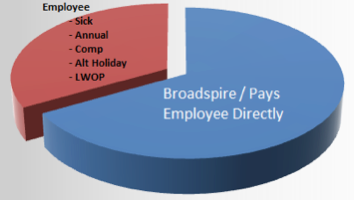 Employee
- Sick
- Annual
- Comp
- Alt Holiday
- LWOP
Broadspire / Pays
Employee Directly